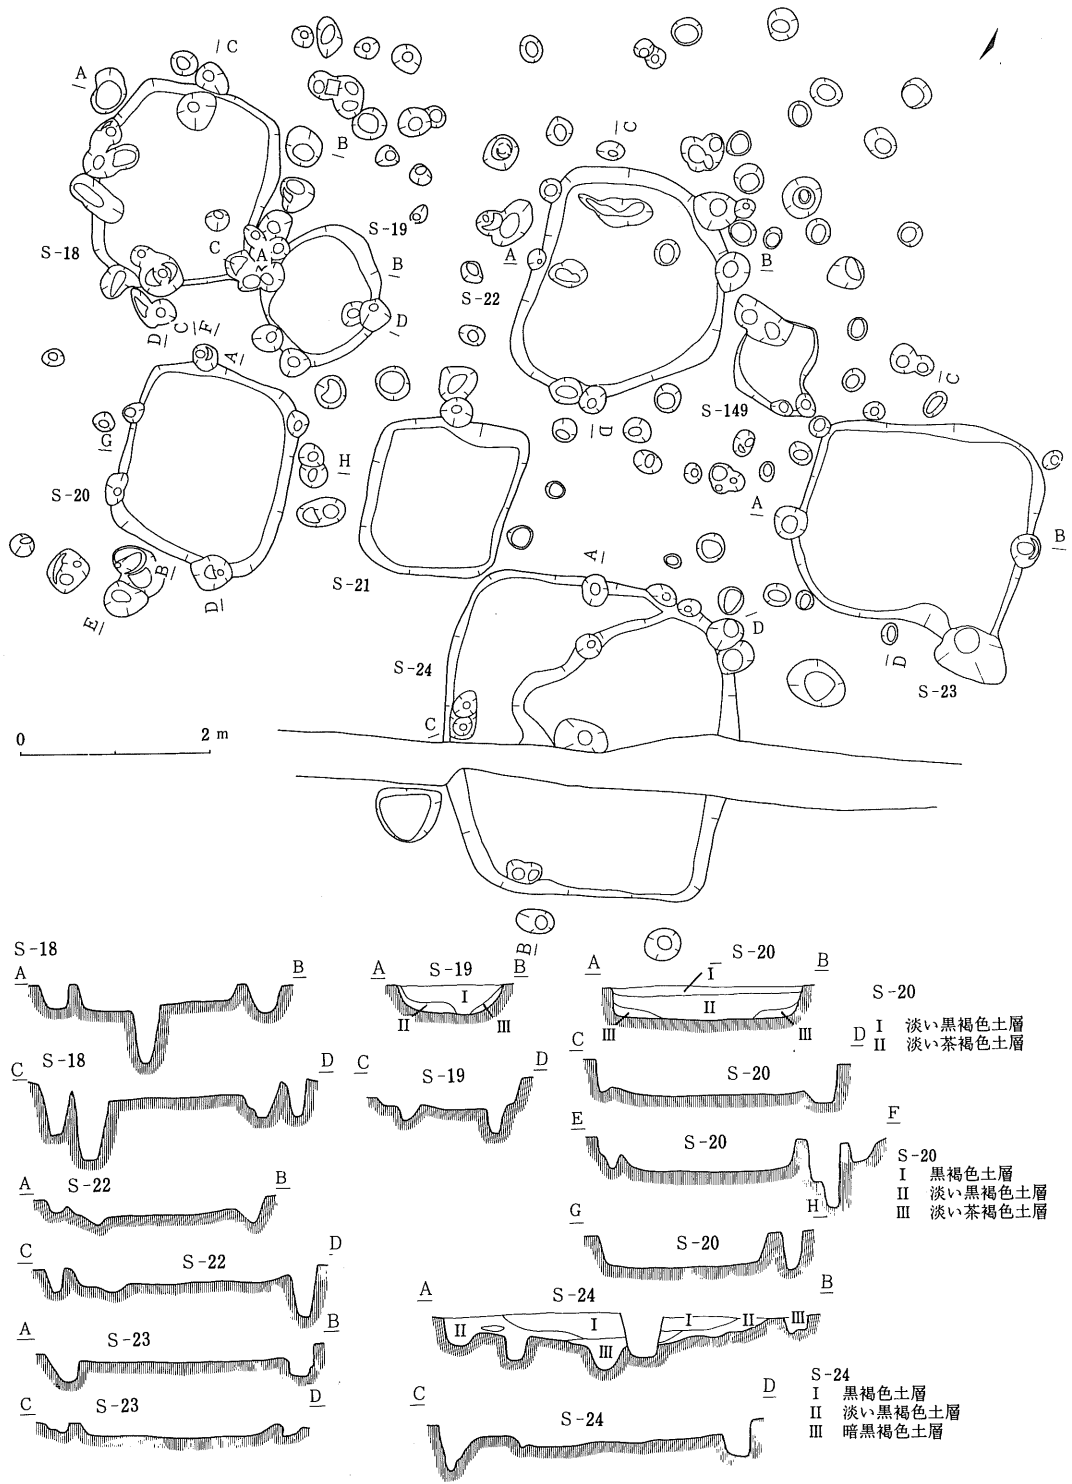 C
A
B
S-19
S-18
C
A
B
D
D
C
F
A
G
H
S-20
B
E
D
S-21
C
A
B
S-22
D
S-149
C
A
B
D
S-23
A
D
S-24
C
B
0 2m
S-18
A B
S-18
C D
A S-22 B
C S-22 D
A S-23 B
C S-23 D
A S-19 B
I
II III
C S-19 D
A S-20 B
I
II
III III
C S-20 D
E S-20 F
G S-20 H
A S-24 B
II I I II III
III
C S-24 D
S-20
I 淡い黒褐色土層
II 淡い茶褐色土層
S-20
I 黒褐色土層
II 淡い黒褐色土層
III 淡い茶褐色土層
S-24
I 黒褐色土層
II 淡い黒褐色土層
III 暗黒褐色土層